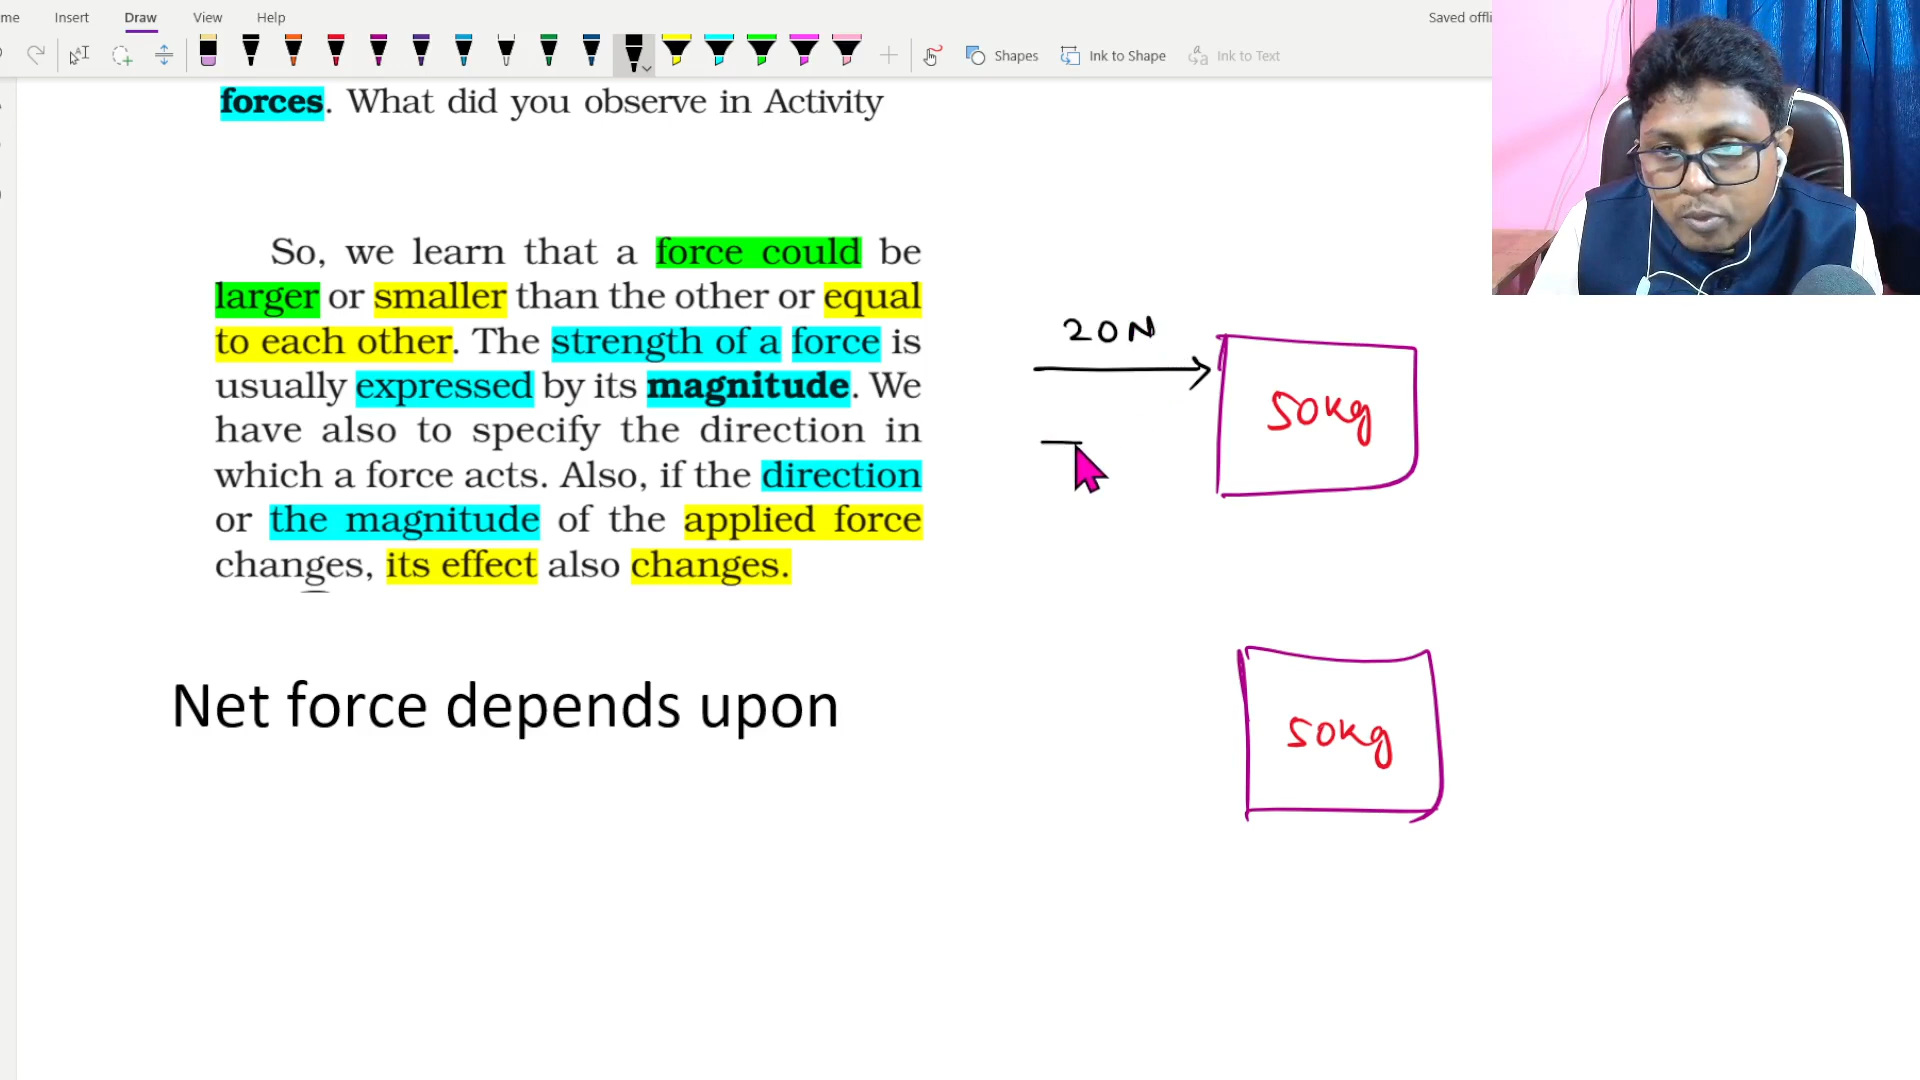 me Insert Draw View Help Saved offli
Shapes Ink to Shape Ink to Text
forces. What did you observe in Activity
So, we learn that a force could be
larger or smaller than the other or equal
to each other. The strength of a force is
usually expressed by its magnitude. We
have also to specify the direction in
which a force acts. Also, if the direction
or the magnitude of the applied force
changes, its effect also changes.
20N
50kg
Net force depends upon
50kg